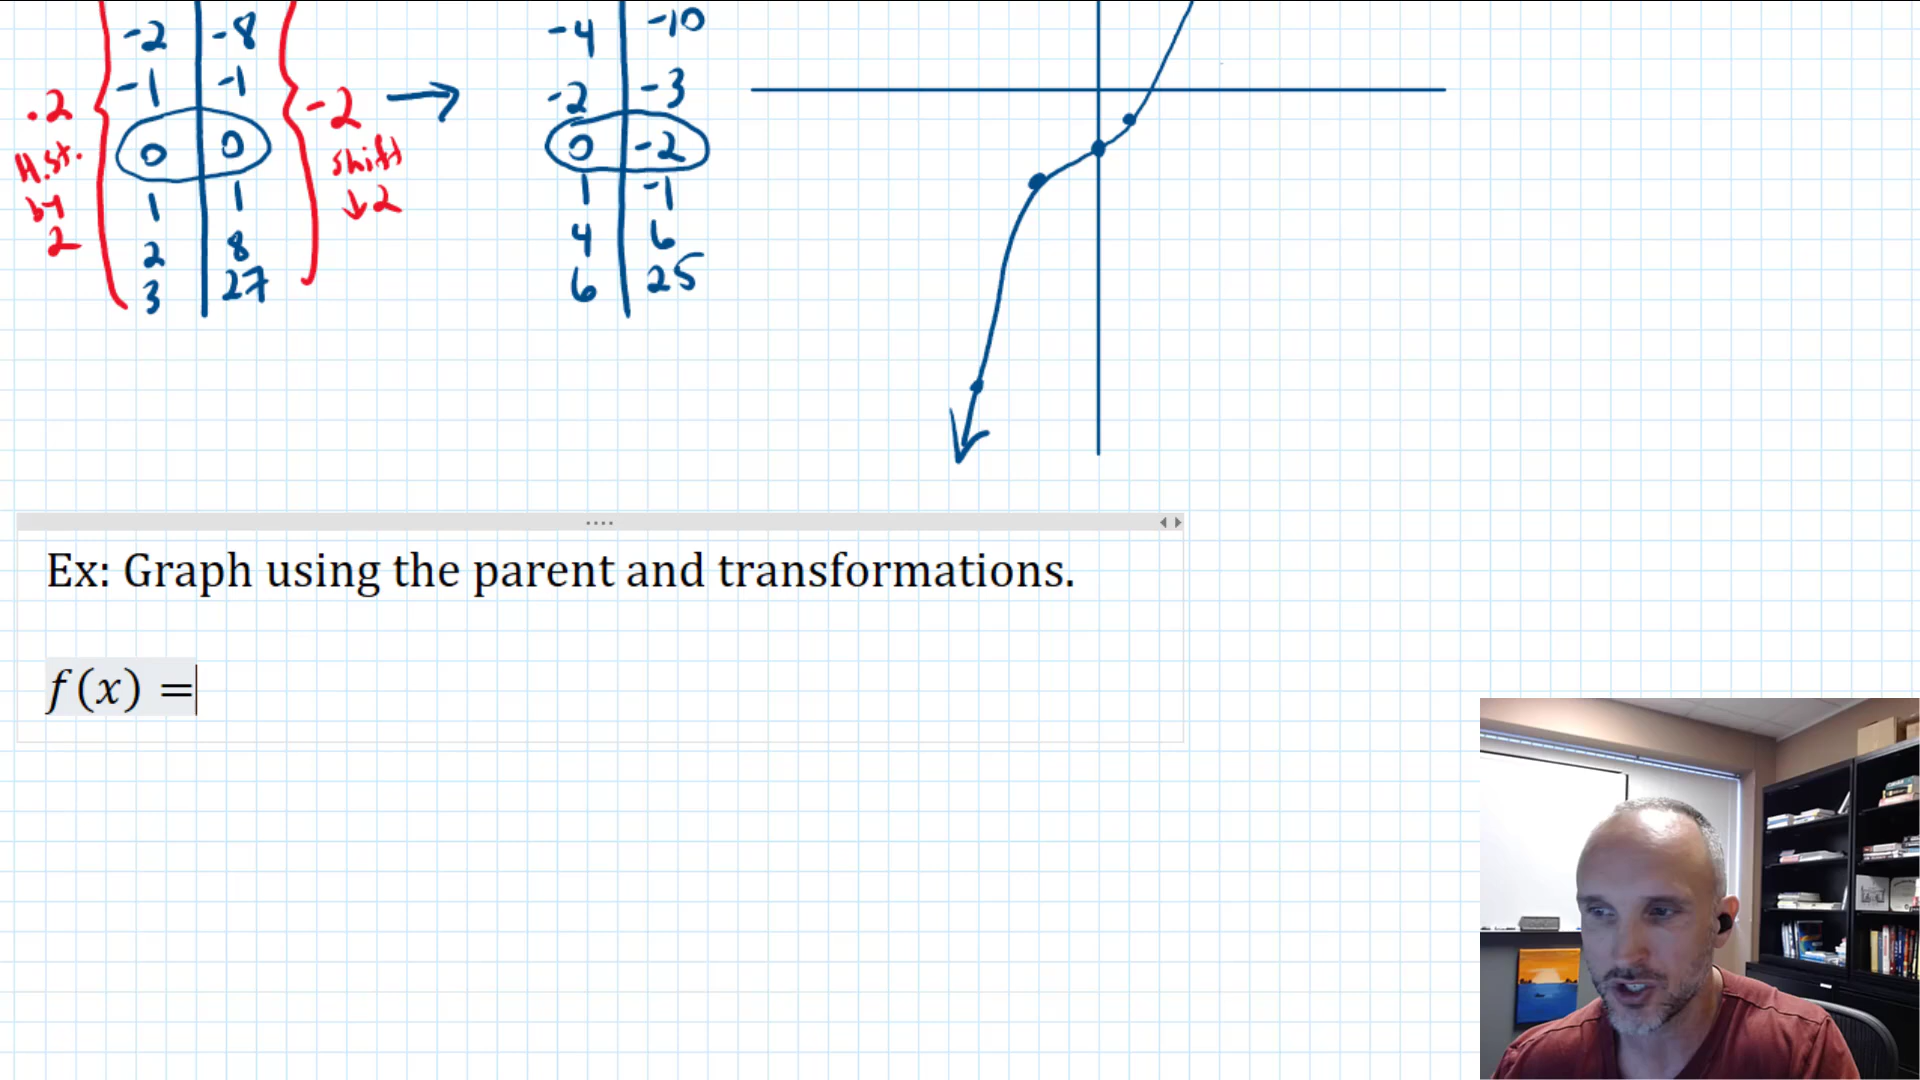 -2 -8 -4 -10
-1 -1 -2 -3
.2 -2 →
0 0 0 -2
H.st. shift
by 1 1 ↓2 1 -1
2 2 8 4 6
3 27 6 25
Ex: Graph using the parent and transformations.
f(x) =